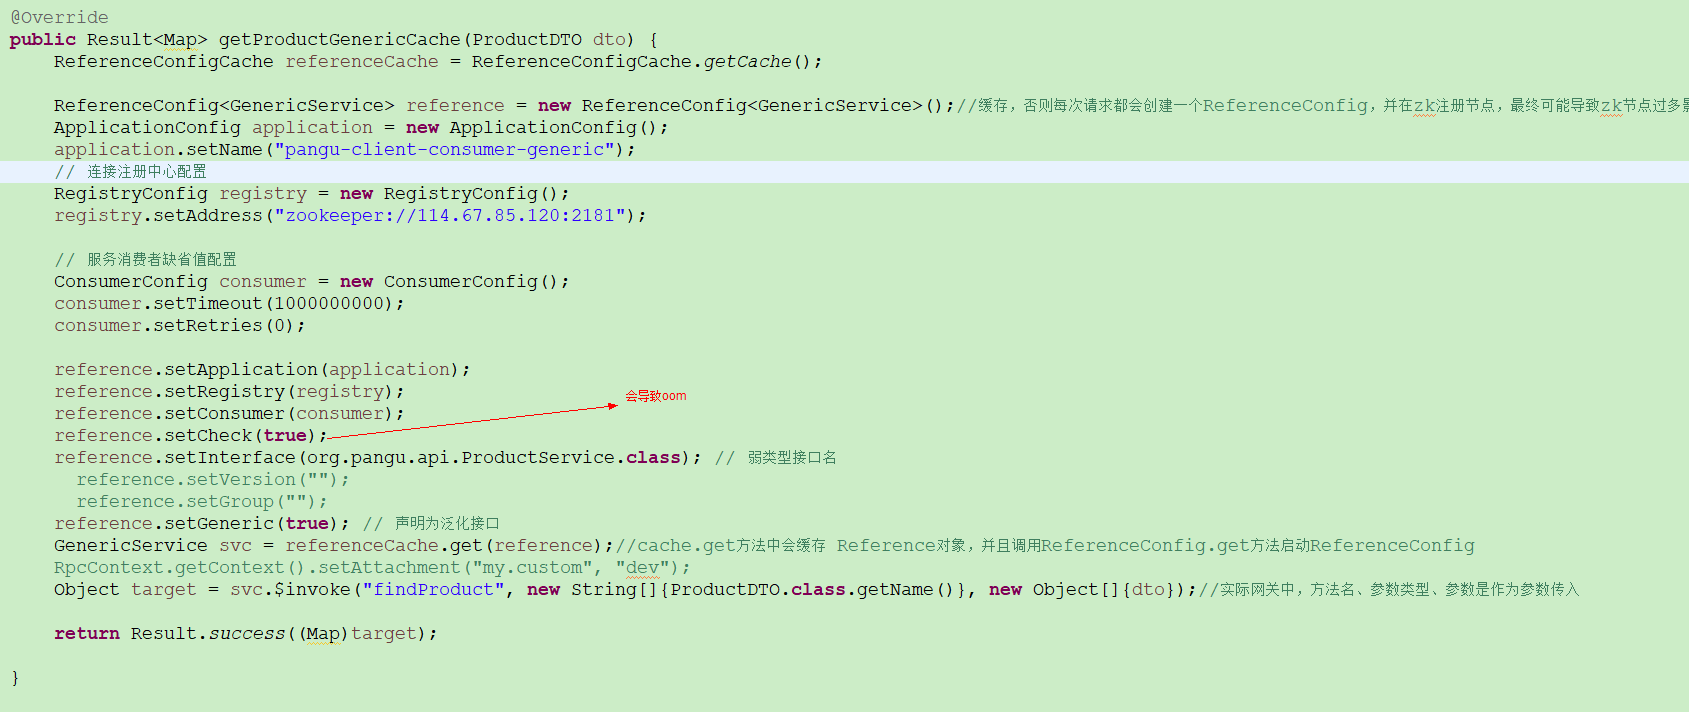 @Override
public Result<Map> getProductGenericCache(ProductDTO dto) {
ReferenceConfigCache referenceCache = ReferenceConfigCache.getCache();
ReferenceConfig<GenericService> reference = new ReferenceConfig<GenericService>();//缓存，否则每次请求都会创建一个ReferenceConfig，并在zk注册节点，最终可能导致zk节点过多
ApplicationConfig application = new ApplicationConfig();
application.setName("pangu-client-consumer-generic");
// 连接注册中心配置
RegistryConfig registry = new RegistryConfig();
registry.setAddress("zookeeper://114.67.85.120:2181");
// 服务消费者缺省值配置
ConsumerConfig consumer = new ConsumerConfig();
consumer.setTimeout(1000000000);
consumer.setRetries(0);
reference.setApplication(application);
reference.setRegistry(registry);
会导致oom
reference.setConsumer(consumer);
reference.setCheck(true);
reference.setInterface(org.pangu.api.ProductService.class); // 弱类型接口名
reference.setVersion("");
reference.setGroup("");
reference.setGeneric(true); // 声明为泛化接口
GenericService svc = referenceCache.get(reference);//cache.get方法中会缓存 Reference对象，并且调用ReferenceConfig.get方法启动ReferenceConfig
RpcContext.getContext().setAttachment("my.custom", "dev");
Object target = svc.$invoke("findProduct", new String[]{ProductDTO.class.getName()}, new Object[]{dto});//实际网关中，方法名、参数类型、参数是作为参数传入
return Result.success((Map)target);
}